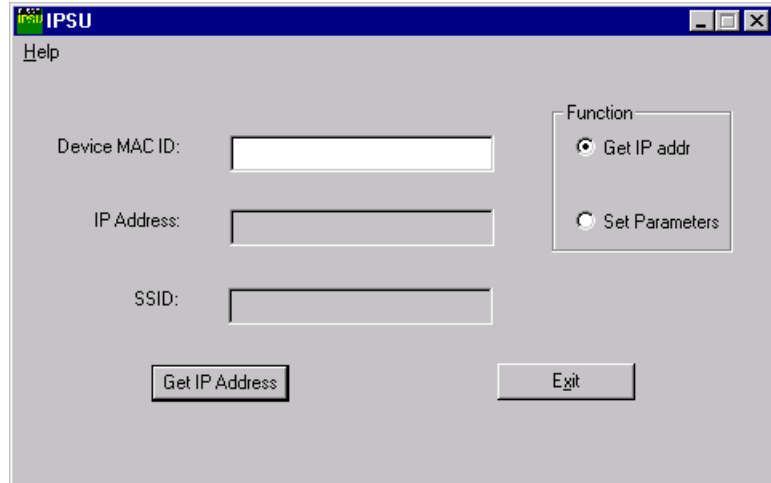 IPSU
Help
Function
Device MAC ID:
Get IP addr
IP Address:
Set Parameters
SSID:
Get IP Address
Exit